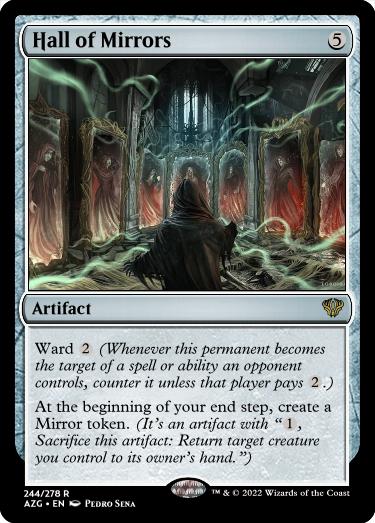 Hall of Mirrors 5
Artifact
Ward 2 (Whenever this permanent becomes
the target of a spell or ability an opponent
controls, counter it unless that player pays 2.)
At the beginning of your end step, create a
Mirror token. (It's an artifact with “1,
Sacrifice this artifact: Return target creature
you control to its owner's hand.”)
244/278 R
AZG • EN Pedro Sena
™ & © 2022 Wizards of the Coast